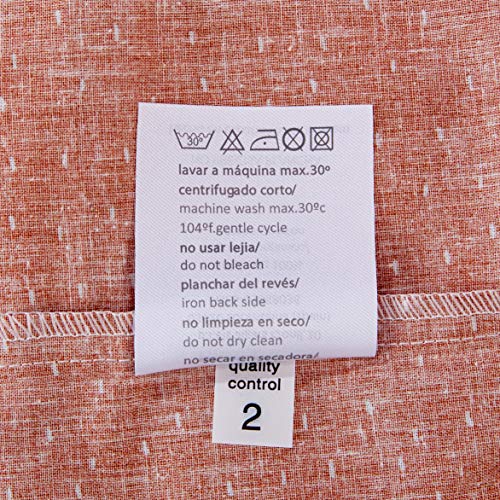 30°
lavar a máquina max.30º
centrifugado corto/
machine wash max.30ºc
104ºf.gentle cycle
no usar lejia/
do not bleach
planchar del revés/
iron back side
no limpieza en seco/
do not dry clean
no secar en secadora/
quality
control
2